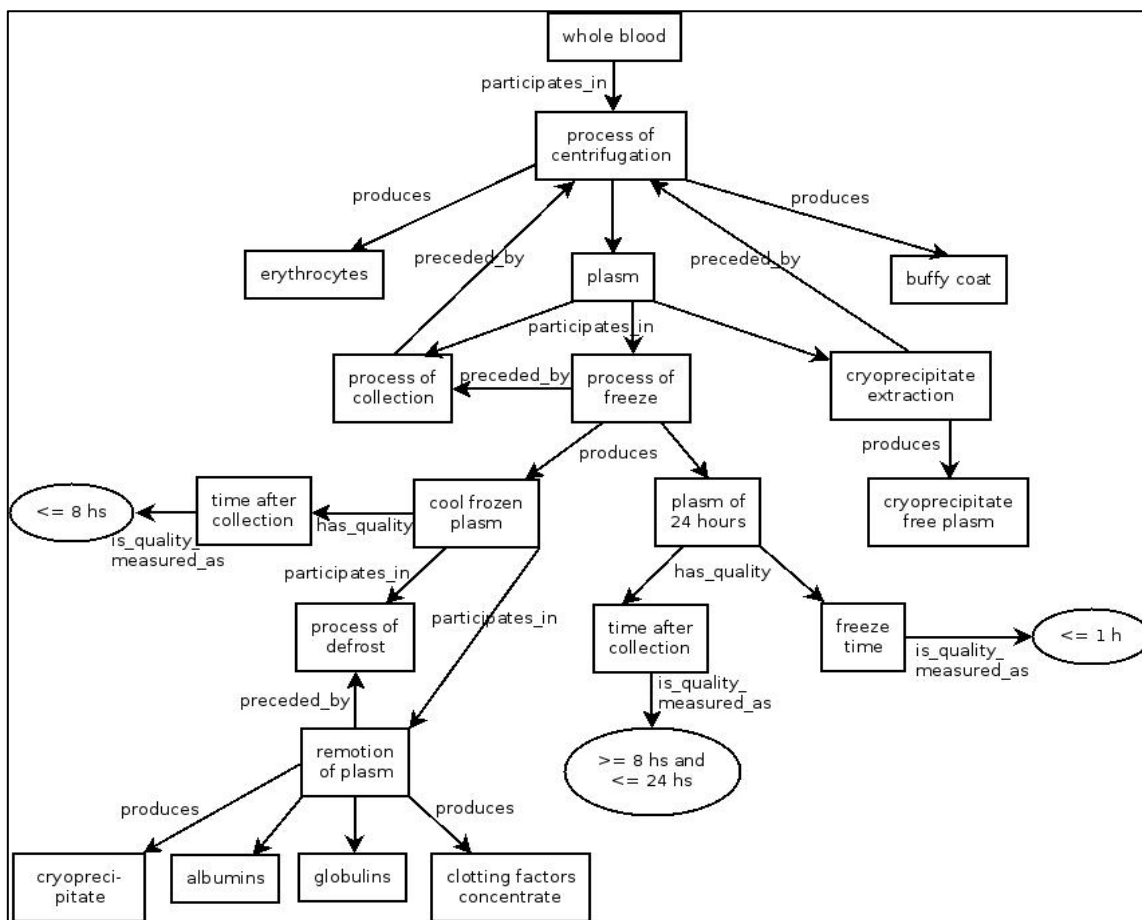 whole blood
participates_in
process of
centrifugation
produces
produces
erythrocytes
preceded_by
plasm
preceded_by
buffy coat
participates_in
process of
collection
preceded_by
process of
freeze
cryoprecipitate
extraction
produces
produces
time after
collection
<= 8 hs
is_quality_
measured_as
has_quality
cool frozen
plasm
plasm of
24 hours
cryoprecipitate
free plasm
participates_in
has_quality
process of
defrost
participates_in
time after
collection
freeze
time
is_quality_
measured_as
<= 1 h
preceded_by
is_quality_
measured_as
remotion
of plasm
>= 8 hs and
<= 24 hs
produces
produces
cryopreci-
pitate
albumins
globulins
clotting factors
concentrate